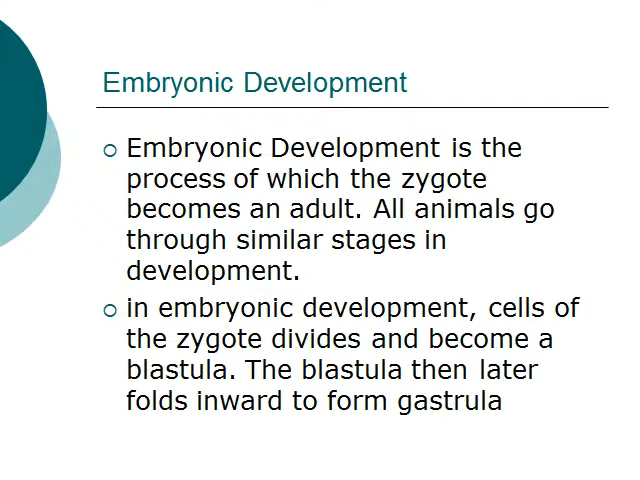 Embryonic Development
Embryonic Development is the
process of which the zygote
becomes an adult. All animals go
through similar stages in
development.
in embryonic development, cells of
the zygote divides and become a
blastula. The blastula then later
folds inward to form gastrula